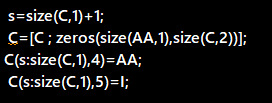 s=size(C,1)+1;
C=[C ; zeros(size(AA,1),size(C,2))];
C(s:size(C,1),4)=AA;
C(s:size(C,1),5)=I;